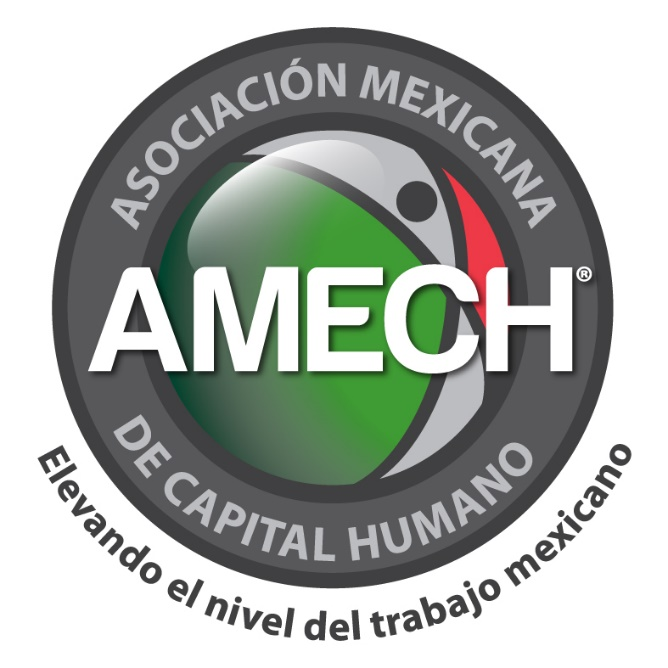 ASOCIACIÓN MEXICANA
AMECH®
DE CAPITAL HUMANO
Elevando el nivel del trabajo mexicano